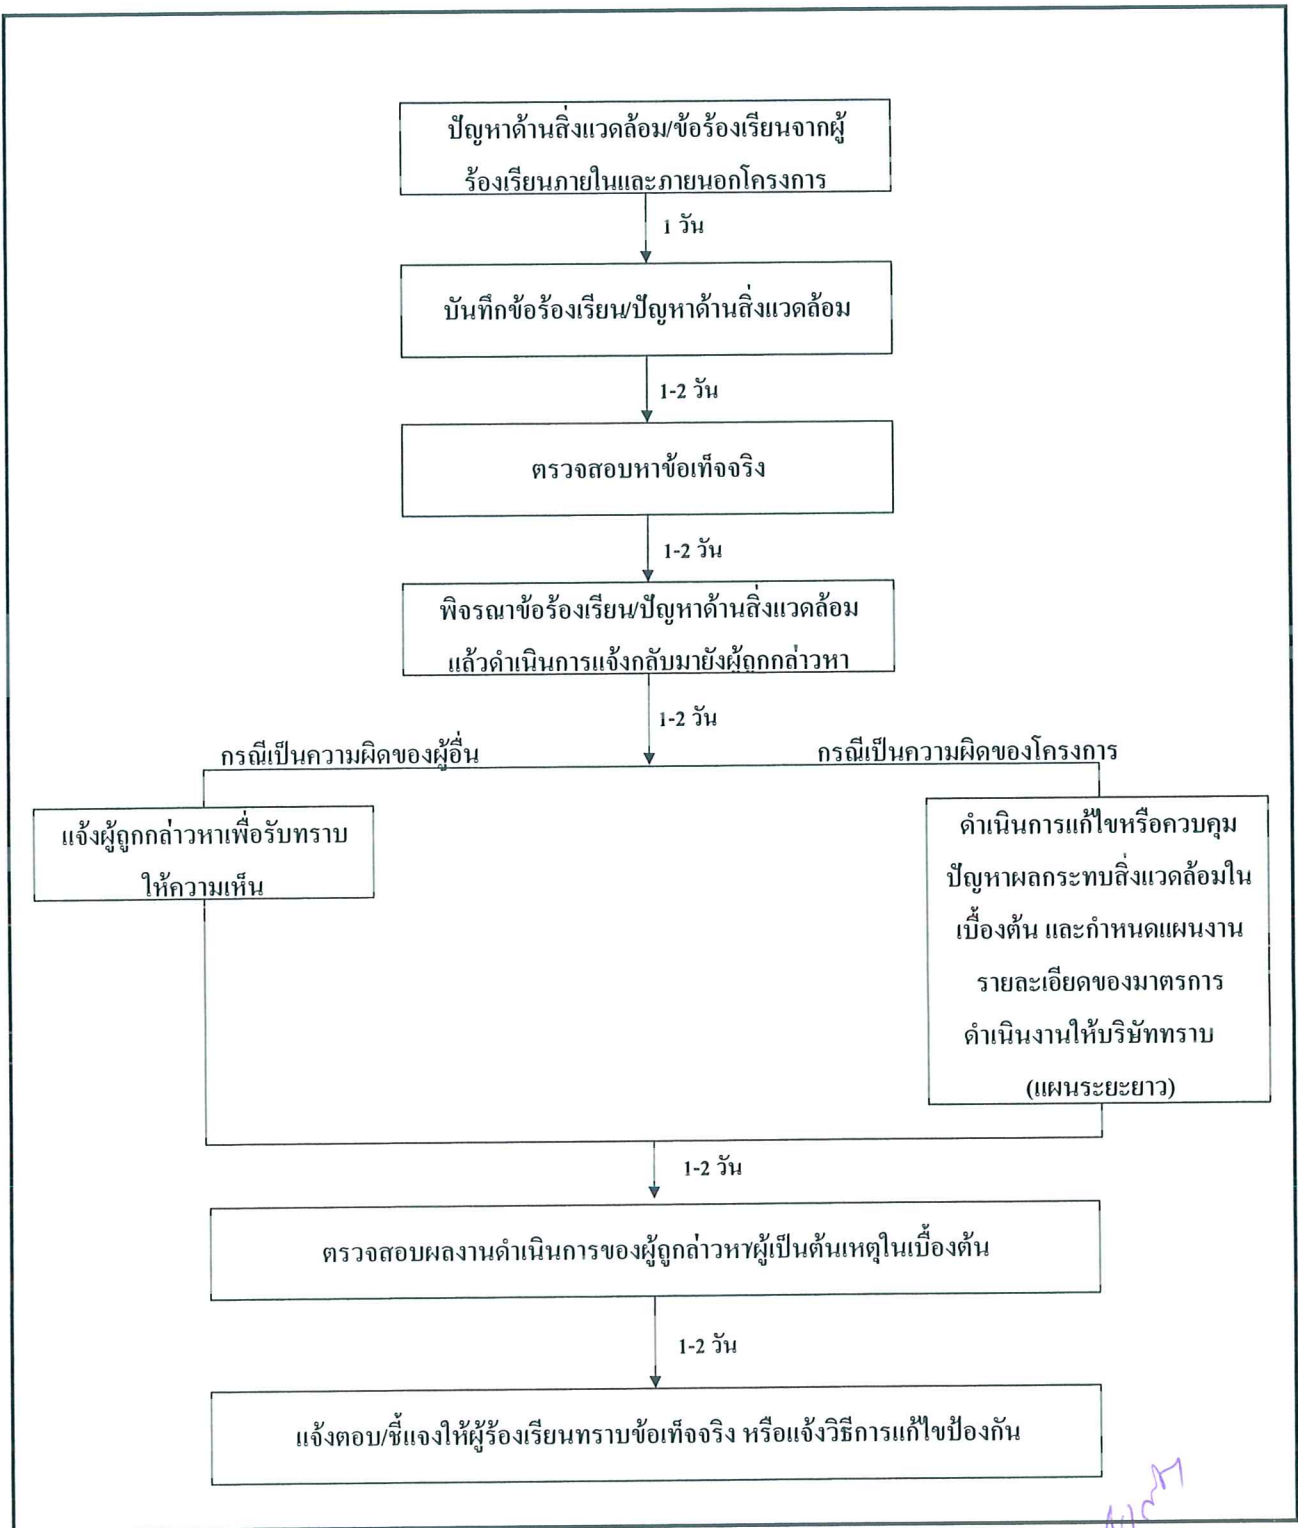 ปัญหาด้านสิ่งแวดล้อม/ข้อร้องเรียนจากผู้
ร้องเรียนภายในและภายนอกโครงการ
1 วัน
บันทึกข้อร้องเรียน/ปัญหาด้านสิ่งแวดล้อม
1-2 วัน
ตรวจสอบหาข้อเท็จจริง
1-2 วัน
พิจรณาข้อร้องเรียน/ปัญหาด้านสิ่งแวดล้อม
แล้วดำเนินการแจ้งกลับมายังผู้ถูกกล่าวหา
1-2 วัน
กรณีเป็นความผิดของผู้อื่น
กรณีเป็นความผิดของโครงการ
แจ้งผู้ถูกกล่าวหาเพื่อรับทราบ
ให้ความเห็น
ดำเนินการแก้ไขหรือควบคุม
ปัญหาผลกระทบสิ่งแวดล้อมใน
เบื้องต้น และกำหนดแผนงาน
รายละเอียดของมาตรการ
ดำเนินงานให้บริษัททราบ
(แผนระยะยาว)
1-2 วัน
ตรวจสอบผลงานดำเนินการของผู้ถูกกล่าวหา/ผู้เป็นต้นเหตุในเบื้องต้น
1-2 วัน
แจ้งตอบ/ชี้แจงให้ผู้ร้องเรียนทราบข้อเท็จจริง หรือแจ้งวิธีการแก้ไขป้องกัน